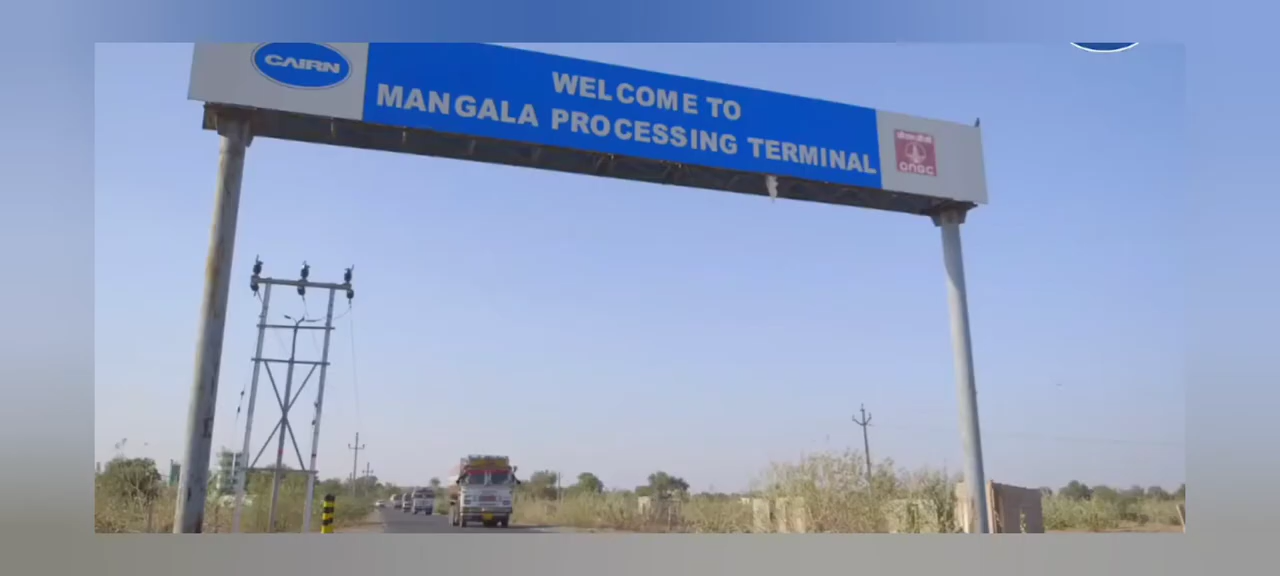 CAIRN
WELCOME TO
MANGALA PROCESSING TERMINAL
ONGC